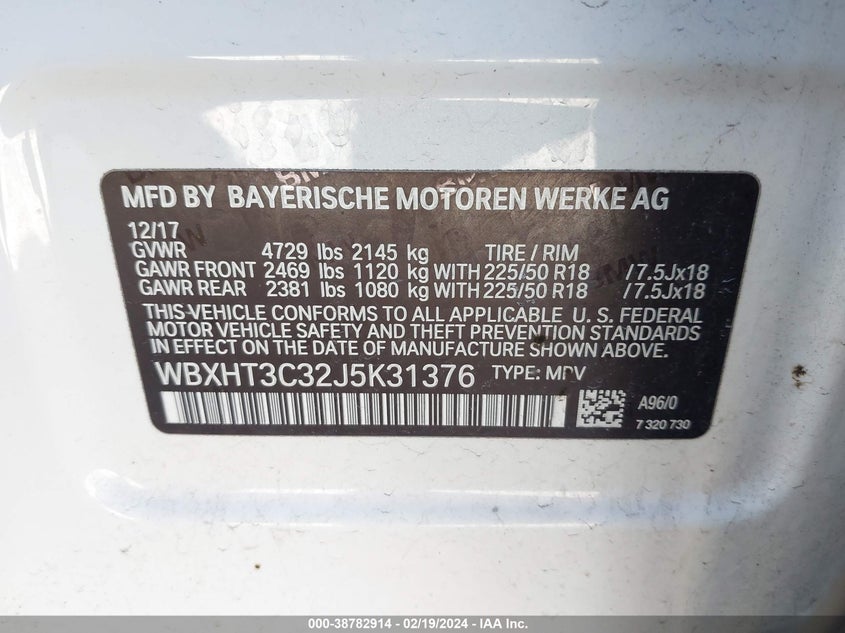 MFD BY BAYERISCHE MOTOREN WERKE AG
12/17
GVWR 4729 lbs 2145 kg TIRE / RIM
GAWR FRONT 2469 lbs 1120 kg WITH 225/50 R18 /7.5Jx18
GAWR REAR 2381 lbs 1080 kg WITH 225/50 R18 /7.5Jx18
THIS VEHICLE CONFORMS TO ALL APPLICABLE U. S. FEDERAL
MOTOR VEHICLE SAFETY AND THEFT PREVENTION STANDARDS
IN EFFECT ON THE DATE OF MANUFACTURE SHOWN ABOVE.
WBXHT3C32J5K31376 TYPE: MPV
A96/0
7 320 730
000-38782914 - 02/19/2024 - IAA Inc.